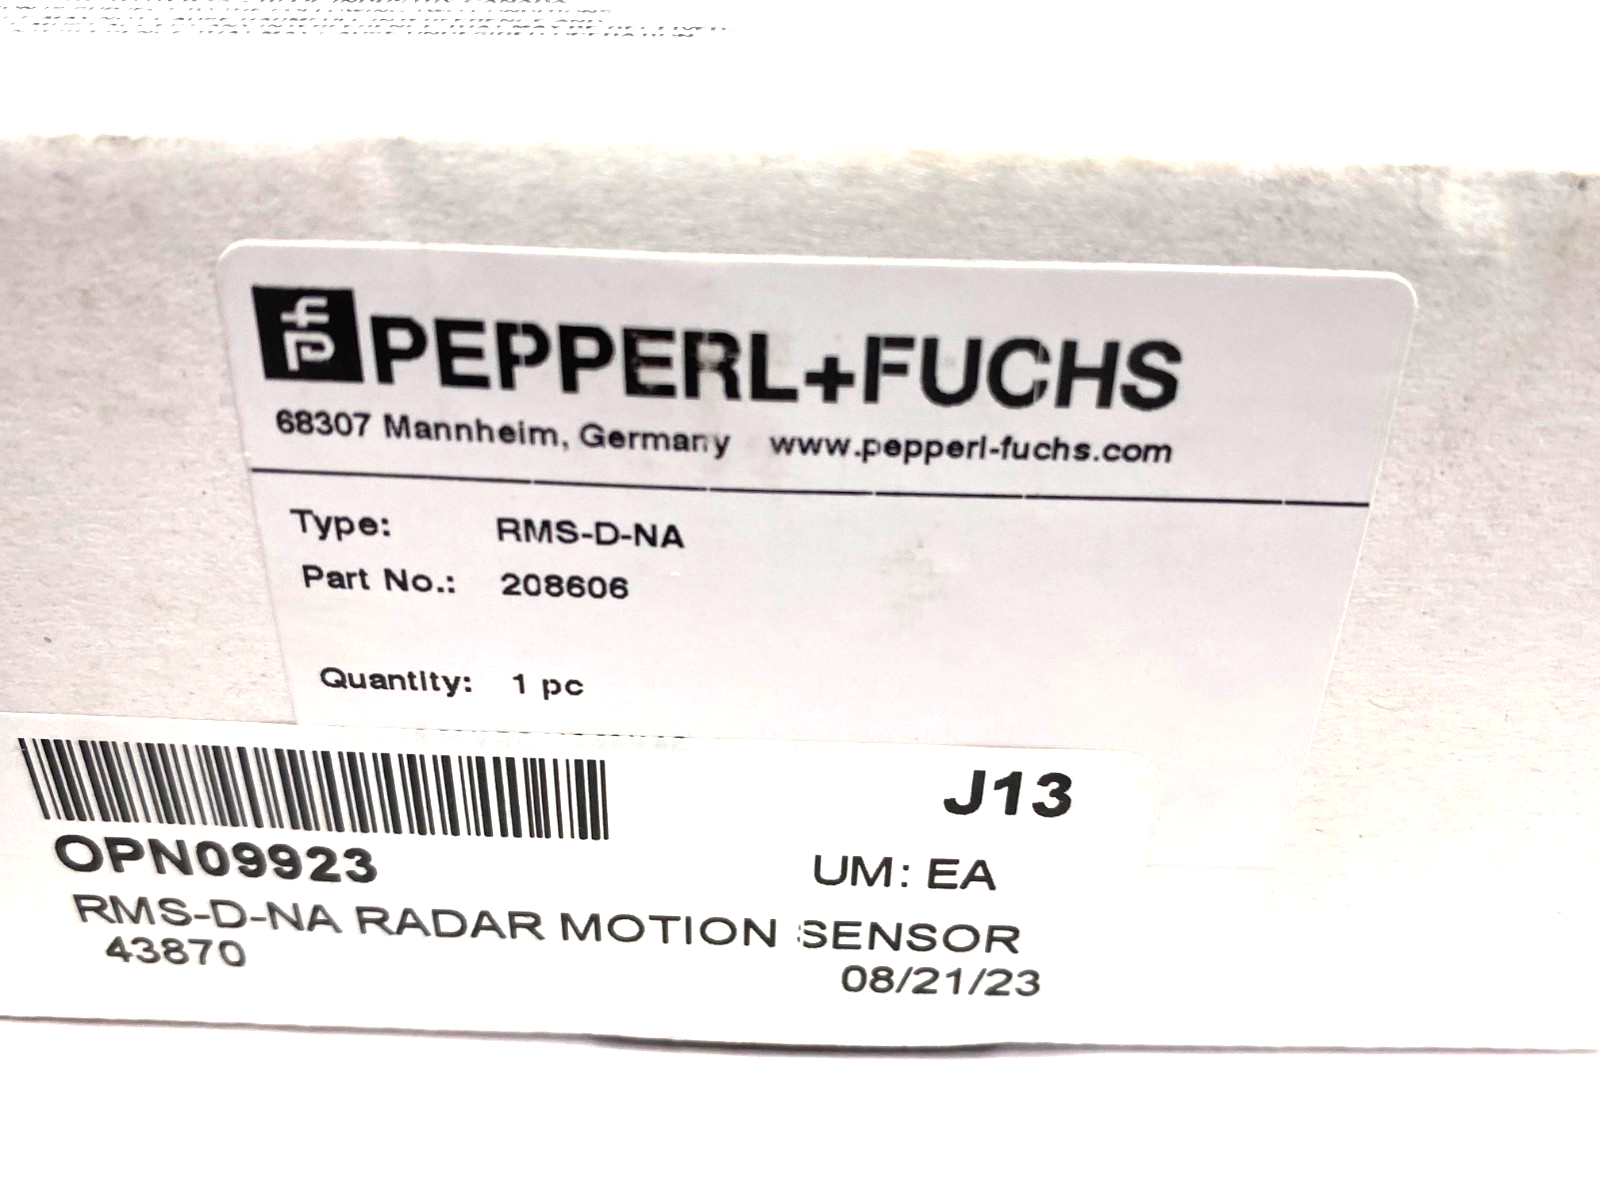 PEPPERL+FUCHS
68307 Mannheim, Germany www.pepperl-fuchs.com
Type: RMS-D-NA
Part No.: 208606
Quantity: 1 pc
J13
OPN09923
UM: EA
RMS-D-NA RADAR MOTION SENSOR
43870
08/21/23